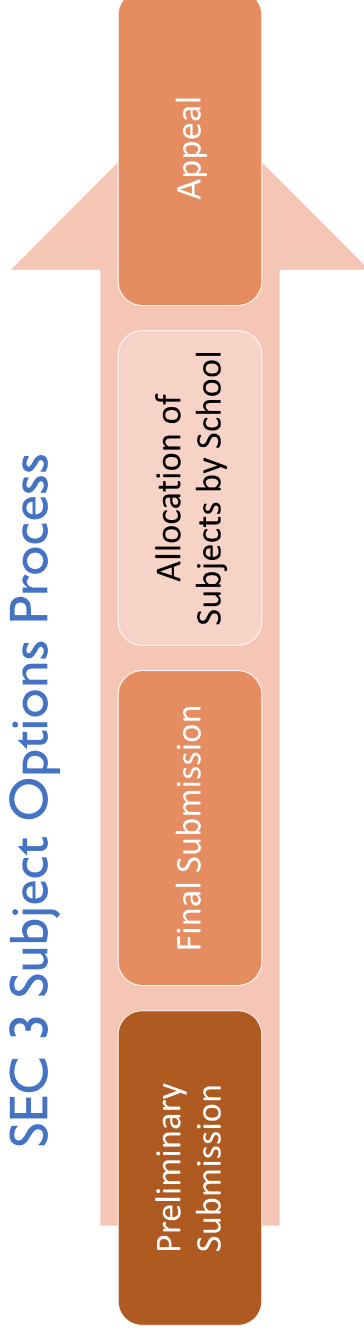 SEC 3 Subject Options Process
Preliminary
Submission
Final Submission
Allocation of
Subjects by School
Appeal